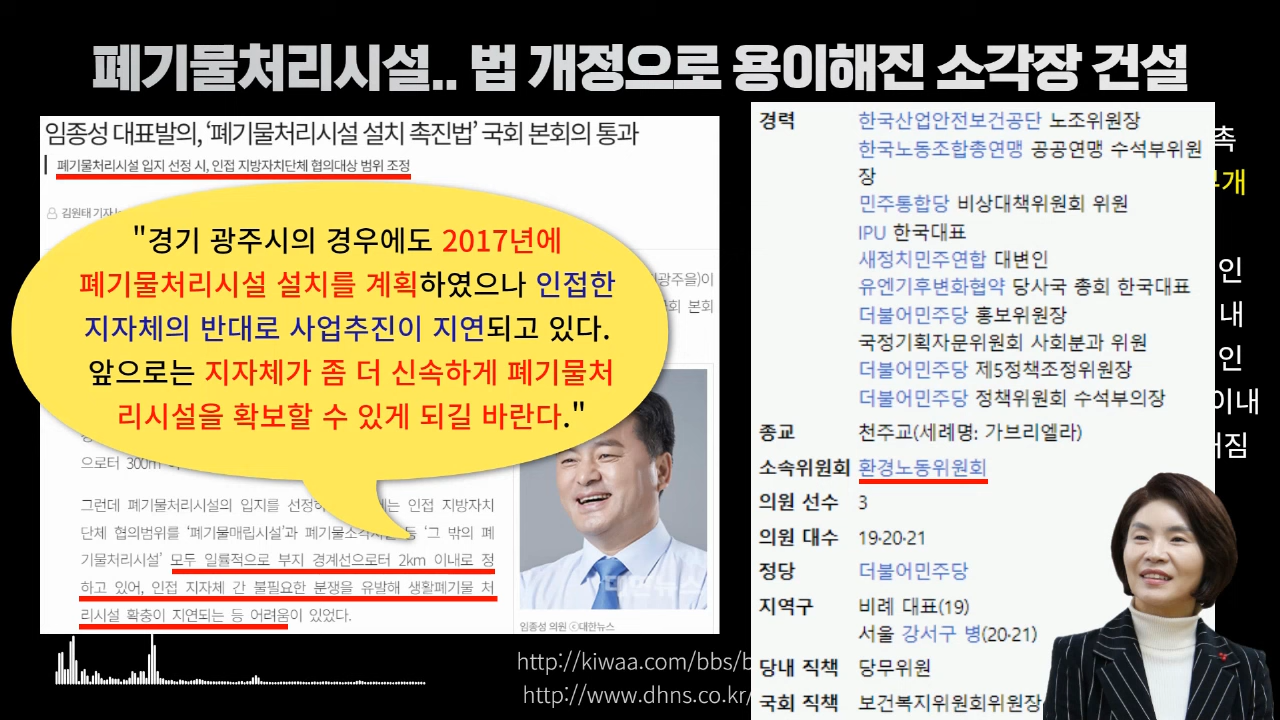 폐기물처리시설.. 법 개정으로 용이해진 소각장 건설
임종성 대표발의, ‘폐기물처리시설 설치 촉진법’ 국회 본회의 통과
폐기물처리시설 입지 선정 시, 인접 지방자치단체 협의대상 범위 조정
김원태 기자
"경기 광주시의 경우에도 2017년에
폐기물처리시설 설치를 계획하였으나 인접한
지자체의 반대로 사업추진이 지연되고 있다.
앞으로는 지자체가 좀 더 신속하게 폐기물처
리시설을 확보할 수 있게 되길 바란다."
광주을)이
본회
으로터 300m
그런데 폐기물처리시설의 입지를 선정하
는 인접 지방자치
단체 협의범위를 ‘폐기물매립시설’과 폐기물소각시설 등 ‘그 밖의 폐
기물처리시설’ 모두 일률적으로 부지 경계선으로터 2km 이내로 정
하고 있어, 인접 지자체 간 불필요한 분쟁을 유발해 생활폐기물 처
리시설 확충이 지연되는 등 어려움이 있었다.
대한뉴스
임종성 의원 ⓒ대한뉴스
경력 한국산업안전보건공단 노조위원장
한국노동조합총연맹 공공연맹 수석부위원
장
민주통합당 비상대책위원회 위원
IPU 한국대표
새정치민주연합 대변인
유엔기후변화협약 당사국 총회 한국대표
더불어민주당 홍보위원장
국정기획자문위원회 사회분과 위원
더불어민주당 제5정책조정위원장
더불어민주당 정책위원회 수석부의장
종교 천주교(세례명: 가브리엘라)
소속위원회 환경노동위원회
의원 선수 3
의원 대수 19·20·21
정당 더불어민주당
지역구 비례 대표(19)
서울 강서구 병(20·21)
당내 직책 당무위원
국회 직책 보건복지위원회위원장
촉
개
인
내
인
이내
짐
http://kiwaa.com/bbs/b
http://www.dhns.co.kr/